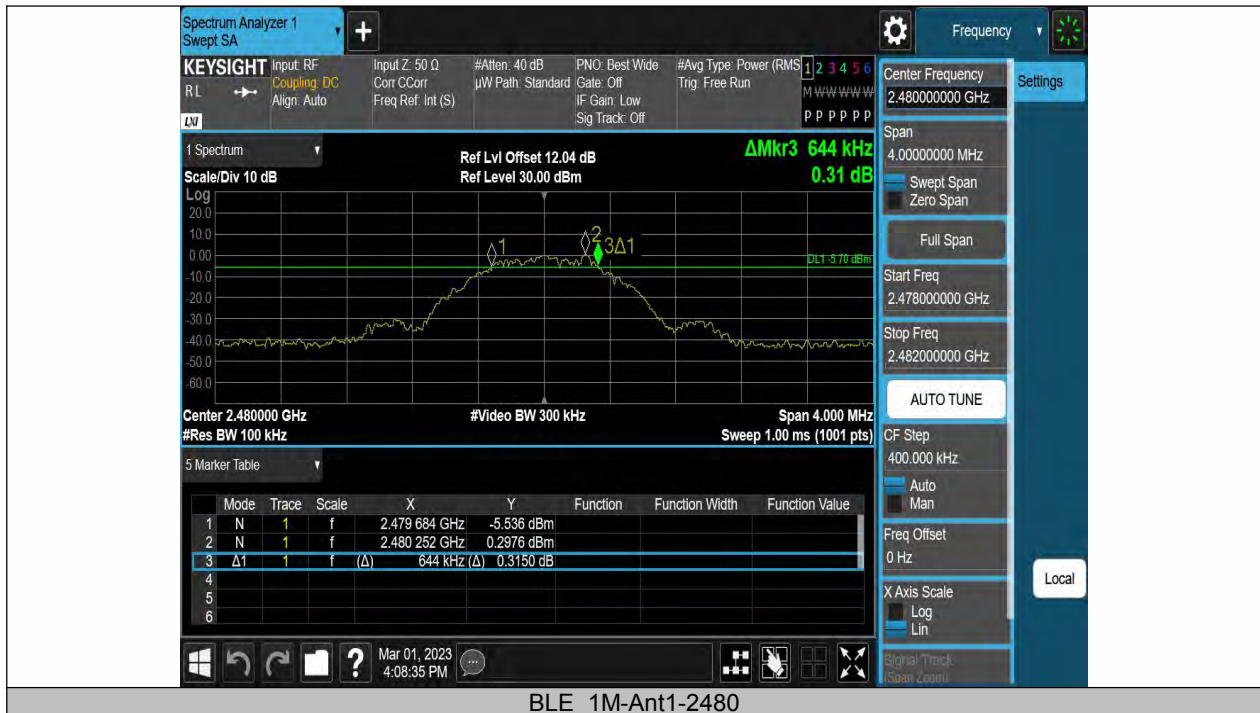 Spectrum Analyzer 1
Swept SA
+
Frequency
KEYSIGHT
RL
LXI
Input: RF
Coupling: DC
Align: Auto
Input Z: 50 Ω
Corr CCorr
Freq Ref: Int (S)
#Atten: 40 dB
µW Path: Standard
PNO: Best Wide
Gate: Off
IF Gain: Low
Sig Track: Off
#Avg Type: Power (RMS
Trig: Free Run
1 2 3 4 5 6
M W W W W W
P P P P P P
Center Frequency
2.480000000 GHz
Settings
Span
4.00000000 MHz
Swept Span
Zero Span
Full Span
Start Freq
2.478000000 GHz
Stop Freq
2.482000000 GHz
AUTO TUNE
CF Step
400.000 kHz
Auto
Man
Freq Offset
0 Hz
X Axis Scale
Log
Lin
Signal Track
(Span Zoom)
Local
1 Spectrum
Scale/Div 10 dB
Ref Lvl Offset 12.04 dB
Ref Level 30.00 dBm
ΔMkr3 644 kHz
0.31 dB
Log
20.0
10.0
0.00
-10.0
-20.0
-30.0
-40.0
-50.0
-60.0
1
2
3Δ1
DL1 -5.70 dBm
Center 2.480000 GHz
#Video BW 300 kHz
Span 4.000 MHz
#Res BW 100 kHz
Sweep 1.00 ms (1001 pts)
5 Marker Table
Mode Trace Scale X Y Function Function Width Function Value
1 N 1 f 2.479 684 GHz -5.536 dBm
2 N 1 f 2.480 252 GHz 0.2976 dBm
3 Δ1 1 f (Δ) 644 kHz (Δ) 0.3150 dB
4
5
6
?
Mar 01, 2023
4:08:35 PM
BLE_1M-Ant1-2480